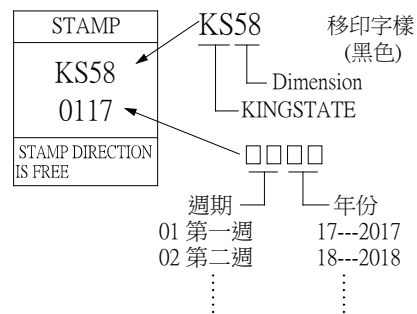 STAMP
KS58
0117
STAMP DIRECTION
IS FREE
KS58
移印字樣
(黑色)
Dimension
KINGSTATE
□□□□
週期
年份
01 第一週
17---2017
02 第二週
18---2018